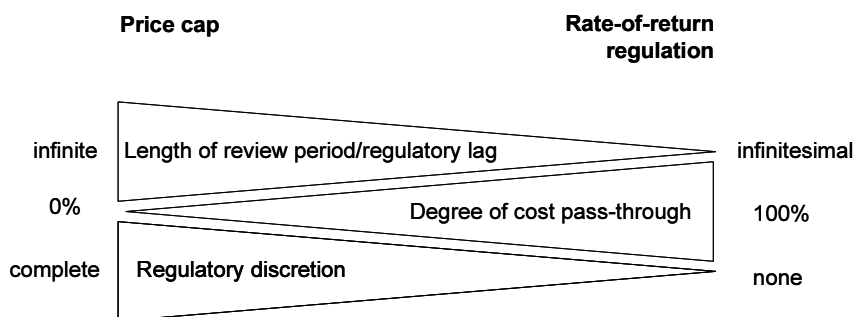 Price cap
Rate-of-return
regulation
infinite
Length of review period/regulatory lag
infinitesimal
0%
Degree of cost pass-through
100%
complete
Regulatory discretion
none